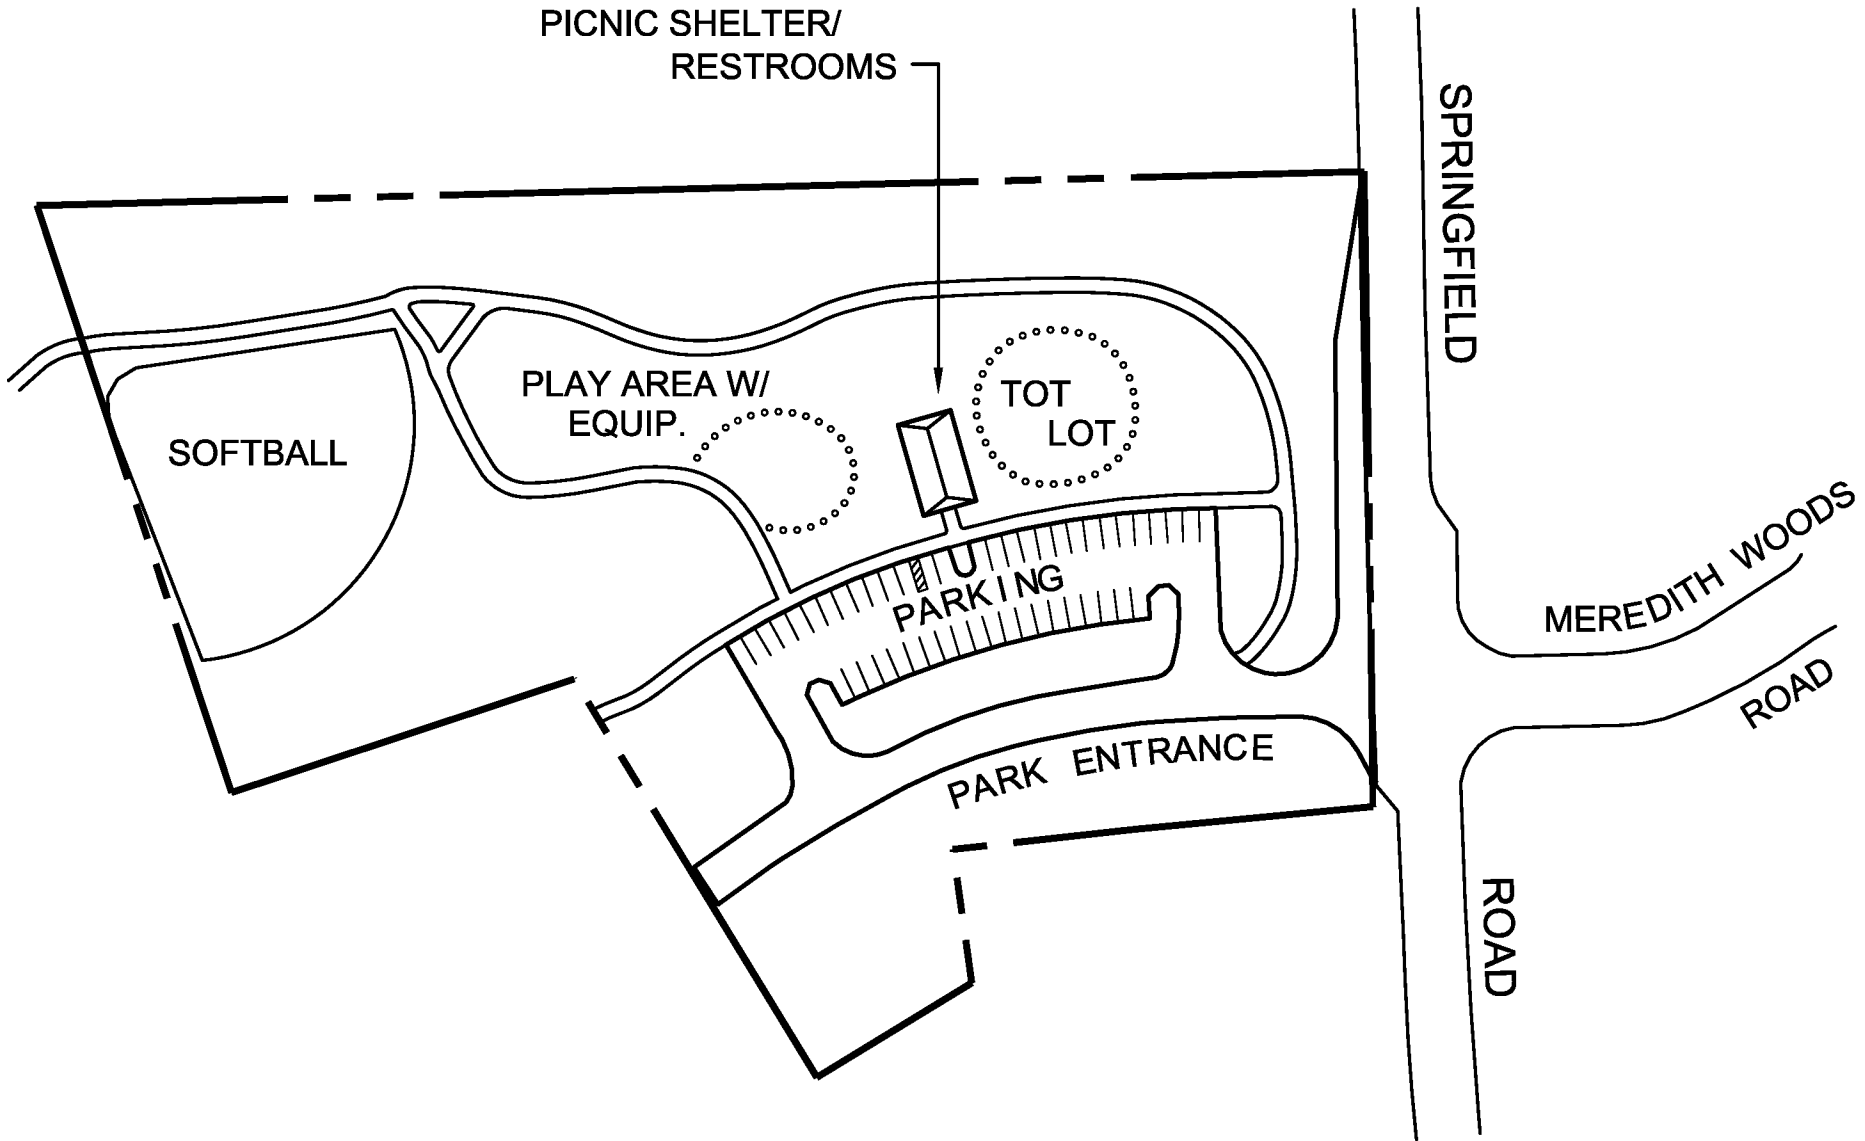 PICNIC SHELTER/
RESTROOMS
SPRINGFIELD
PLAY AREA W/
EQUIP.
TOT
LOT
SOFTBALL
PARKING
MEREDITH WOODS
ROAD
PARK ENTRANCE
ROAD